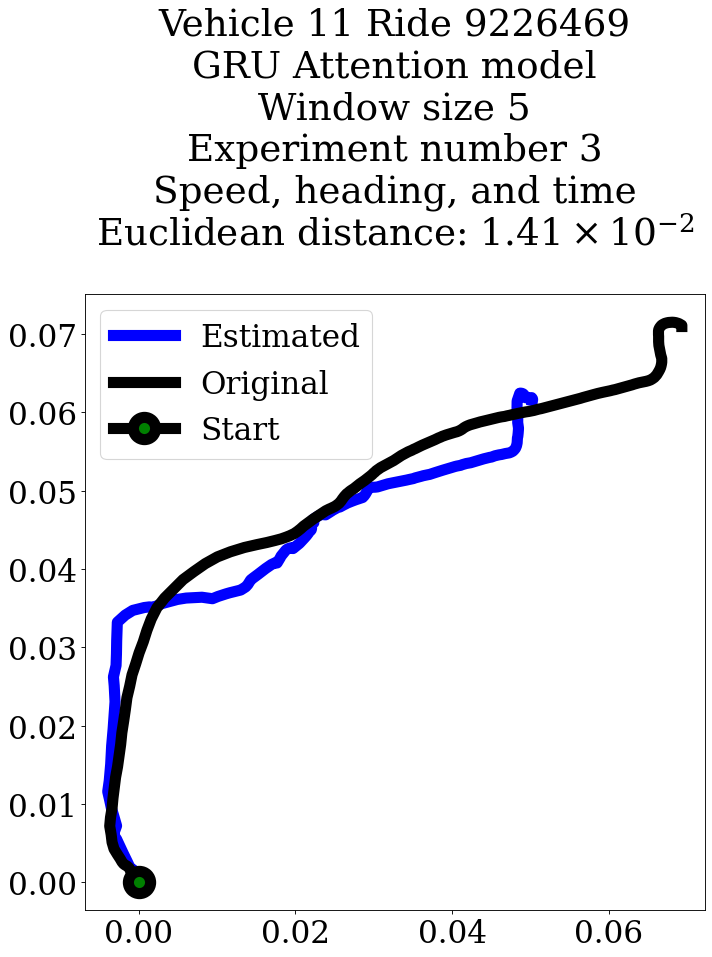 Vehicle 11 Ride 9226469
GRU Attention model
Window size 5
Experiment number 3
Speed, heading, and time
Euclidean distance: 1.41 × 10⁻²
Estimated
Original
Start
0.07
0.06
0.05
0.04
0.03
0.02
0.01
0.00
0.00 0.02 0.04 0.06